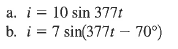 a. i = 10 sin 377t
b. i = 7 sin(377t − 70°)